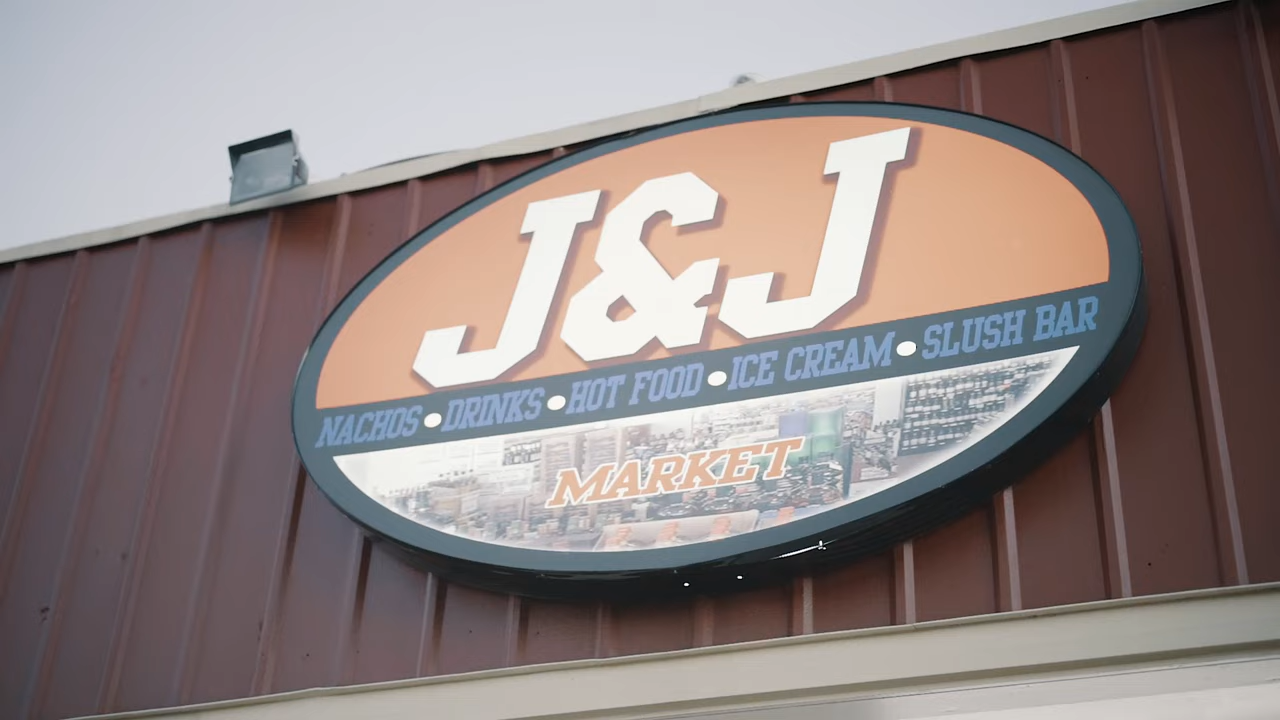 J&J
NACHOS • DRINKS • HOT FOOD • ICE CREAM • SLUSH BAR
MARKET